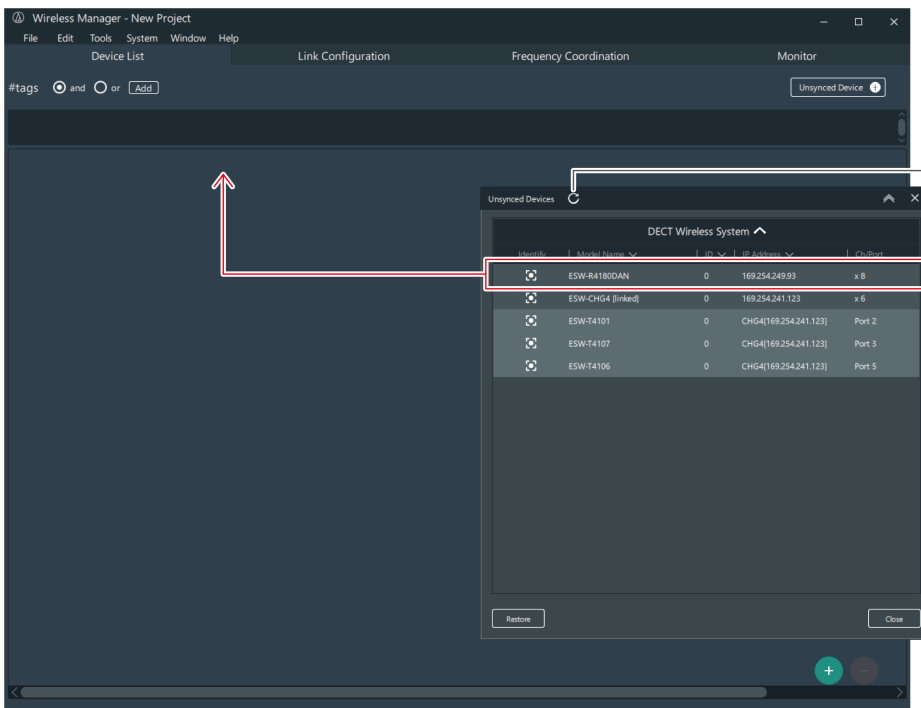 Wireless Manager - New Project
File Edit Tools System Window Help
Device List Link Configuration Frequency Coordination Monitor
#tags and or Add Unsynced Device
Unsynced Devices
DECT Wireless System
Identify Model Name ID IP Address Ch/Port
ESW-R4180DAN 0 169.254.249.93 x 8
ESW-CHG4 [linked] 0 169.254.241.123 x 6
ESW-T4101 0 CHG4[169.254.241.123] Port 2
ESW-T4107 0 CHG4[169.254.241.123] Port 3
ESW-T4106 0 CHG4[169.254.241.123] Port 5
Restore Close